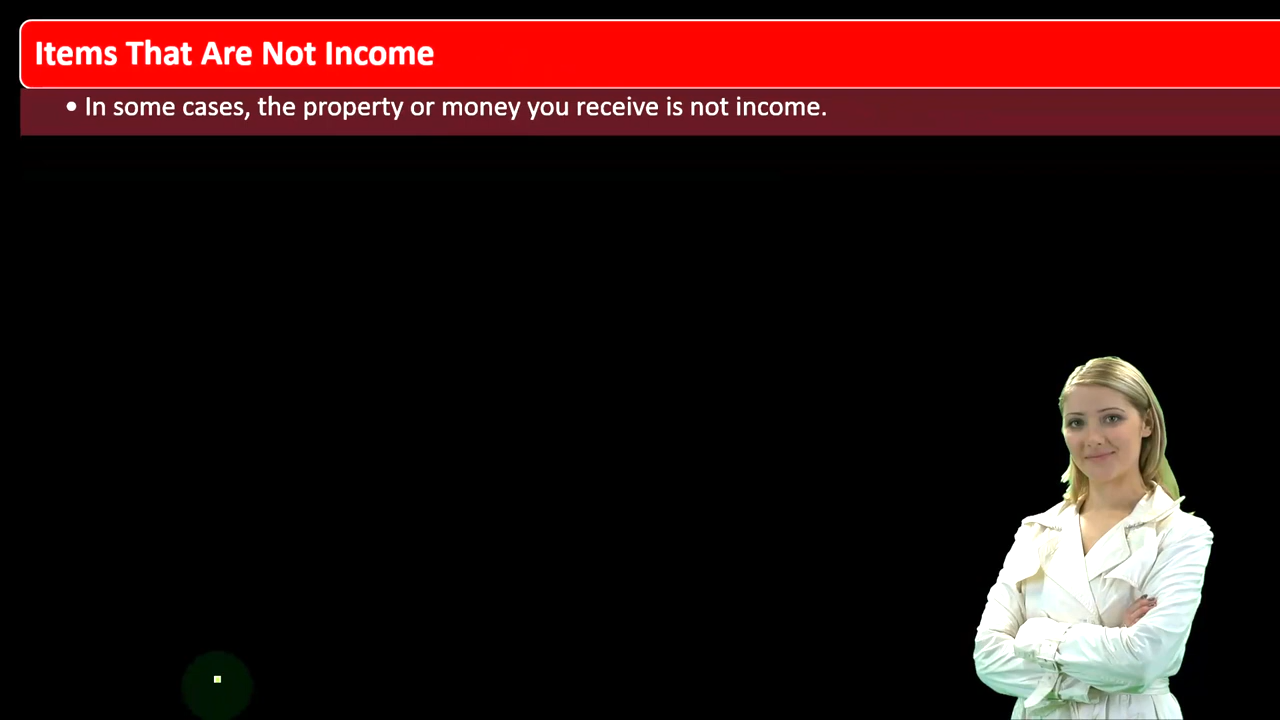 Items That Are Not Income
• In some cases, the property or money you receive is not income.